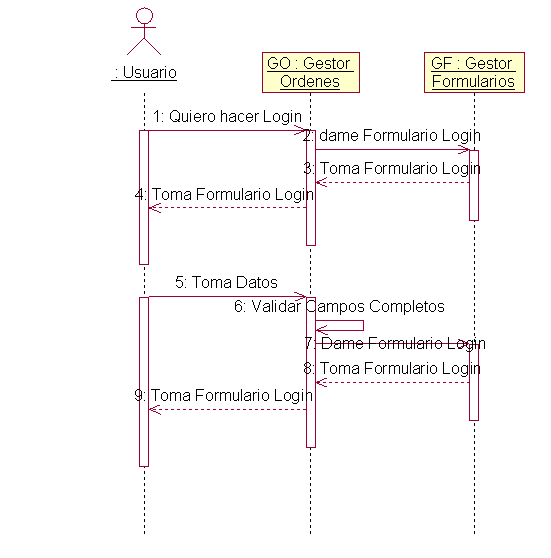 : Usuario
GO : Gestor
Ordenes
GF : Gestor
Formularios
1: Quiero hacer Login
2: dame Formulario Login
3: Toma Formulario Login
4: Toma Formulario Login
5: Toma Datos
6: Validar Campos Completos
7: Dame Formulario Login
8: Toma Formulario Login
9: Toma Formulario Login